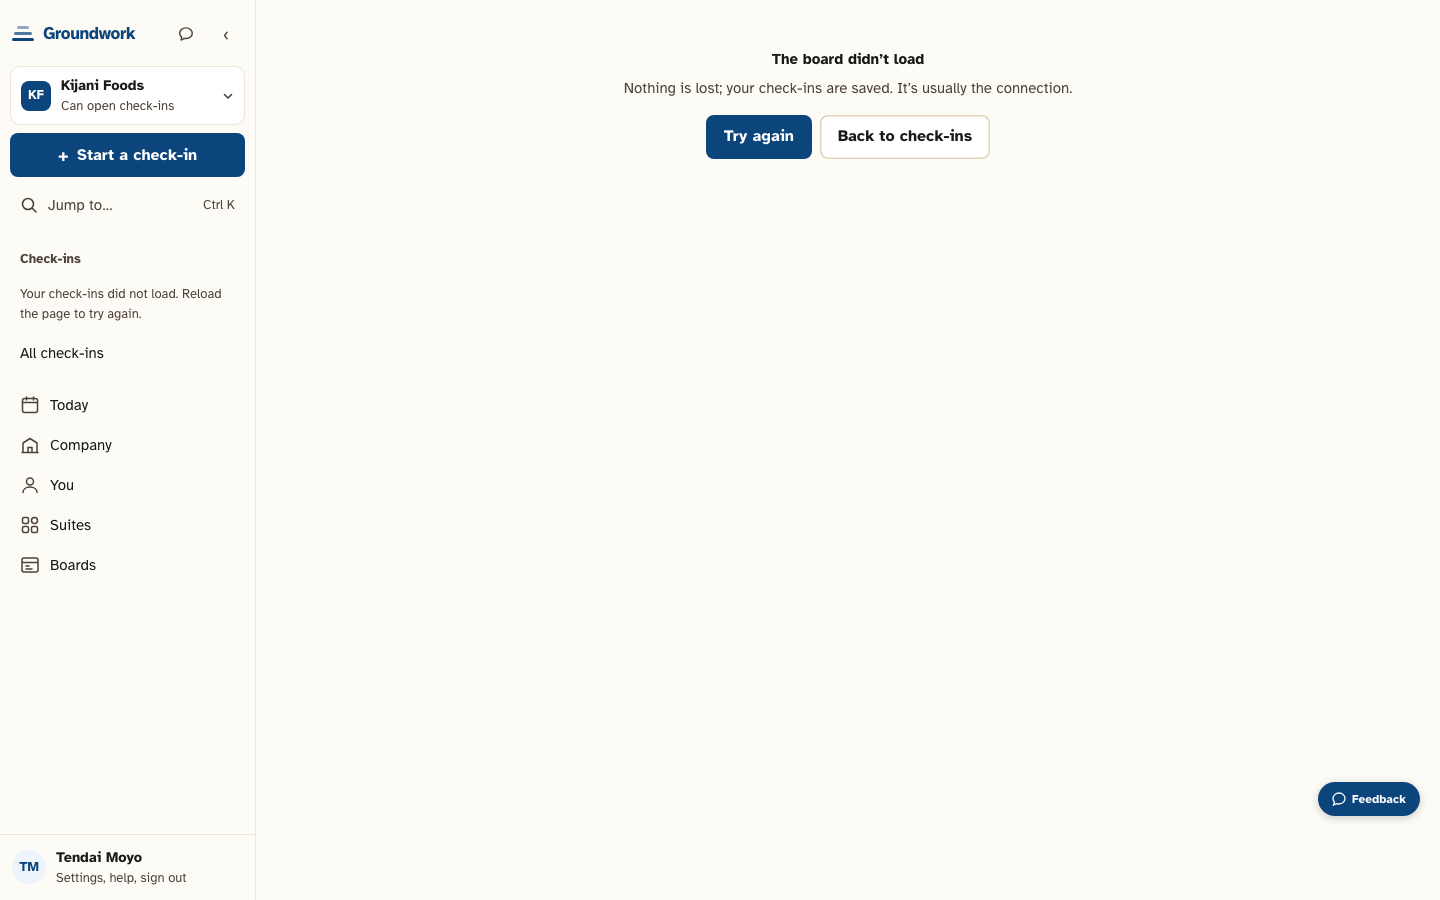 Groundwork
KF
Kijani Foods
Can open check-ins
+ Start a check-in
Jump to…
Ctrl K
Check-ins
Your check-ins did not load. Reload
the page to try again.
All check-ins
Today
Company
You
Suites
Boards
TM
Tendai Moyo
Settings, help, sign out
The board didn’t load
Nothing is lost; your check-ins are saved. It’s usually the connection.
Try again
Back to check-ins
Feedback